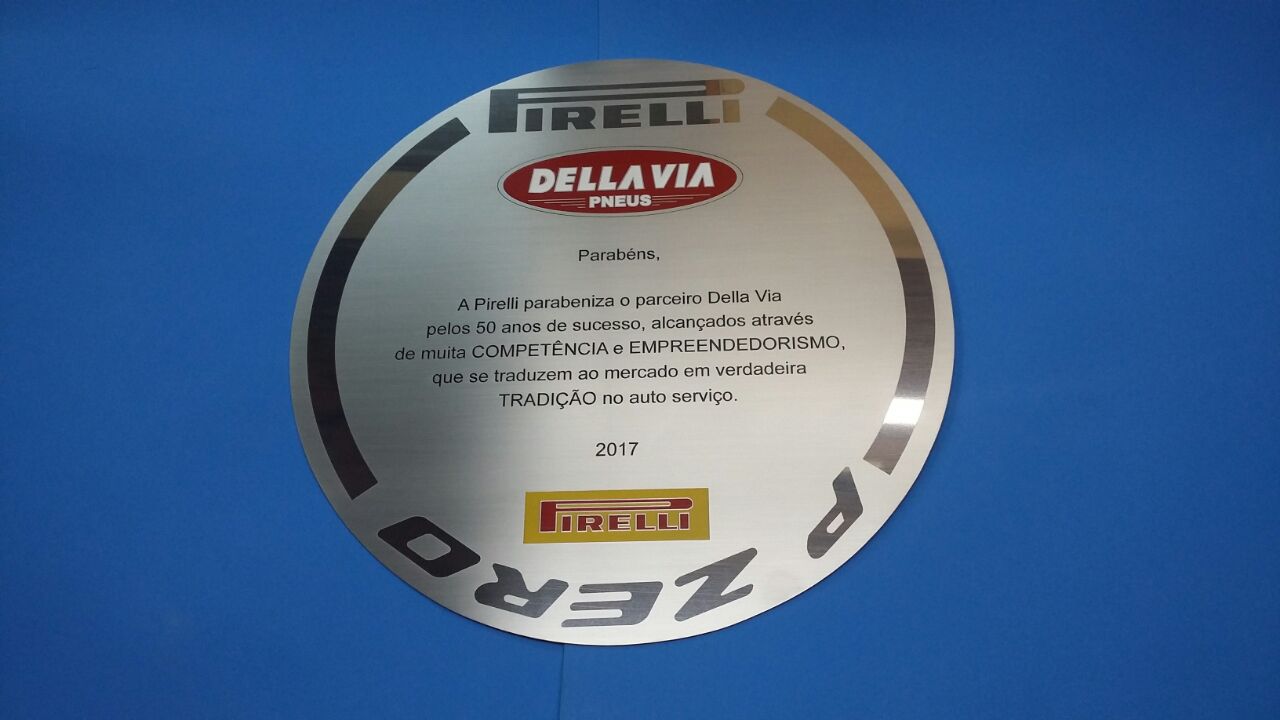 PIRELLI
DELLA VIA
PNEUS
Parabéns,
A Pirelli parabeniza o parceiro Della Via
pelos 50 anos de sucesso, alcançados através
de muita COMPETÊNCIA e EMPREENDEDORISMO,
que se traduzem ao mercado em verdadeira
TRADIÇÃO no auto serviço.
2017
PIRELLI
P ZERO